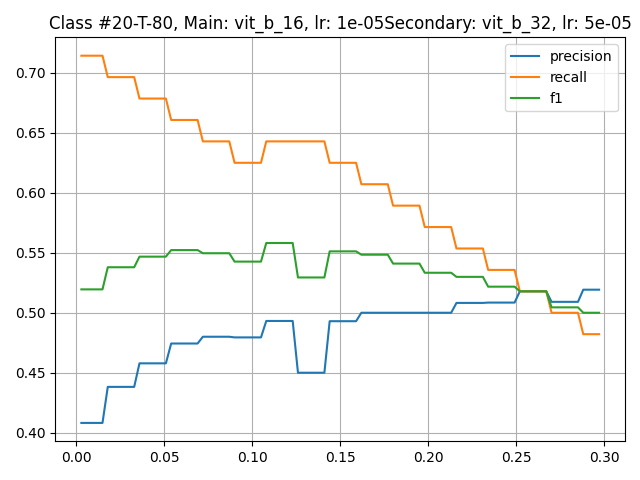 Class #20-T-80, Main: vit_b_16, lr: 1e-05Secondary: vit_b_32, lr: 5e-05
precision
recall
f1
0.70
0.65
0.60
0.55
0.50
0.45
0.40
0.00 0.05 0.10 0.15 0.20 0.25 0.30